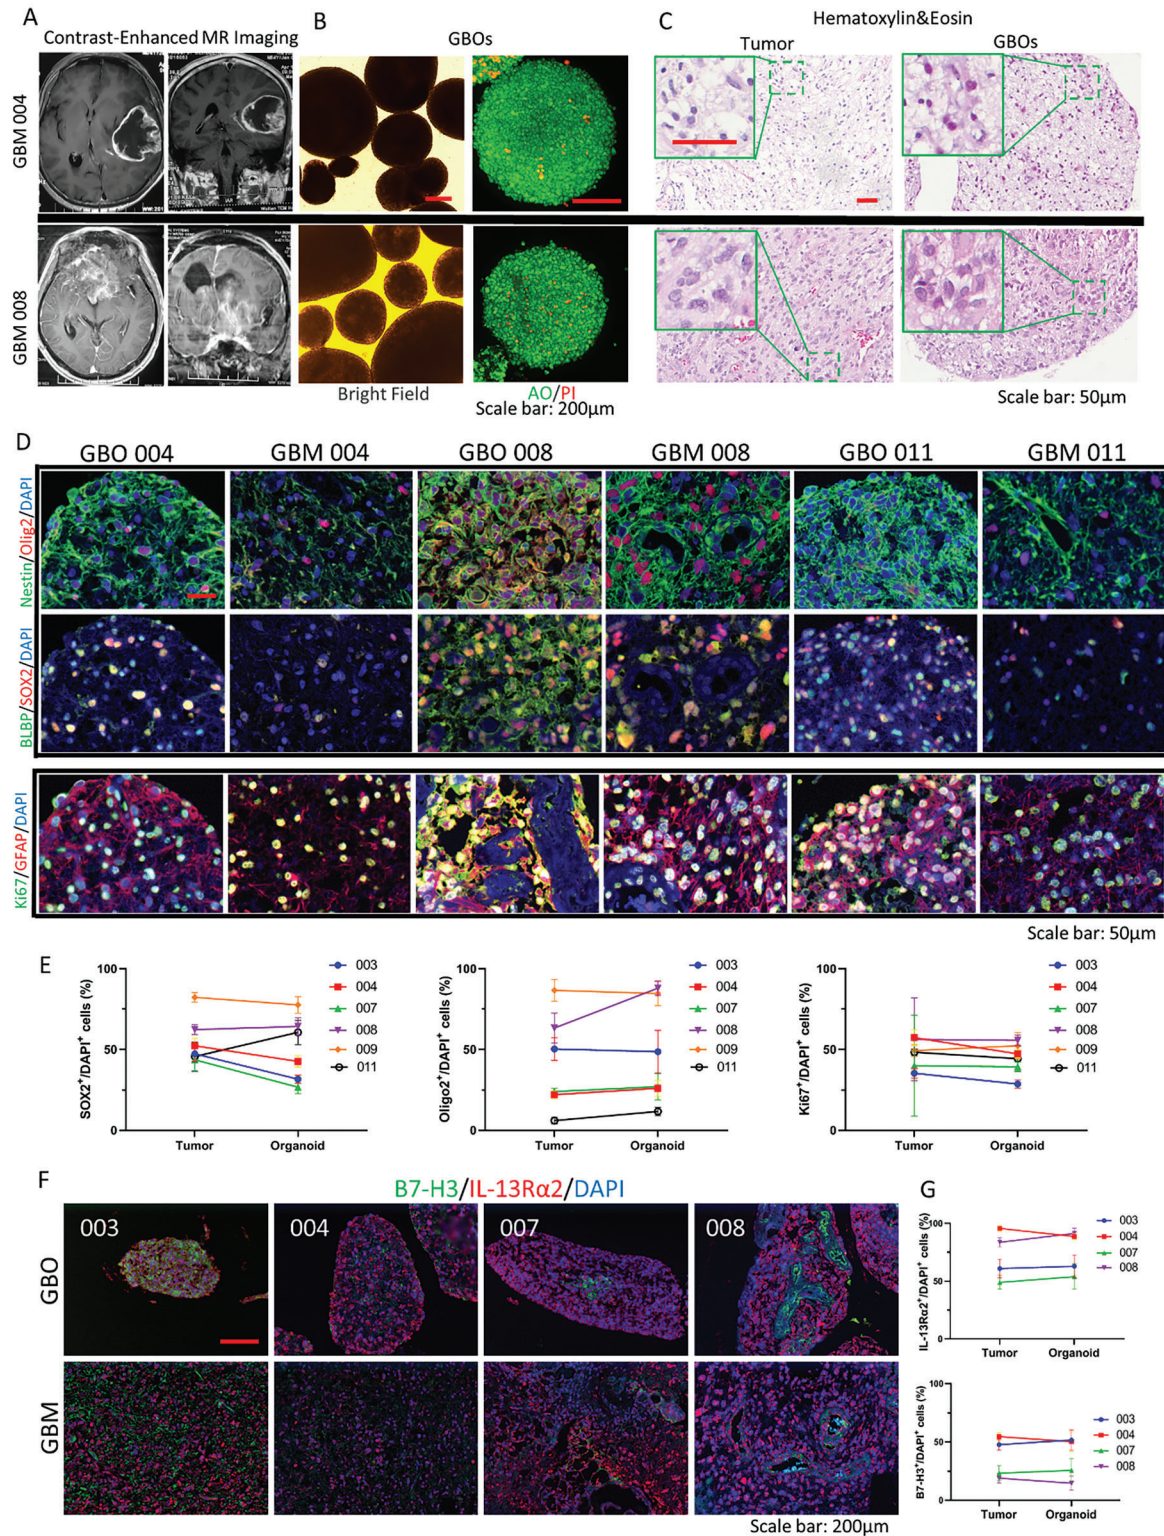 A
Contrast-Enhanced MR Imaging
B
GBOs
C
Hematoxylin&Eosin
Tumor
GBOs
GBM 004
GBM 008
Bright Field
AO/PI
Scale bar: 200μm
Scale bar: 50μm
D
GBO 004
GBM 004
GBO 008
GBM 008
GBO 011
GBM 011
Nestin/Olig2/DAPI
BLBP/SOX2/DAPI
Ki67/GFAP/DAPI
Scale bar: 50μm
E
SOX2⁺/DAPI⁺ cells (%)
100
50
0
Tumor
Organoid
003
004
007
008
009
011
Oligo2⁺/DAPI⁺ cells (%)
100
50
0
Tumor
Organoid
003
004
007
008
009
011
Ki67⁺/DAPI⁺ cells (%)
100
50
0
Tumor
Organoid
003
004
007
008
009
011
F
B7-H3/IL-13Rα2/DAPI
003
004
007
008
GBO
GBM
Scale bar: 200μm
G
IL-13Rα2⁺/DAPI⁺ cells (%)
100
50
0
Tumor
Organoid
003
004
007
008
B7-H3⁺/DAPI⁺ cells (%)
100
50
0
Tumor
Organoid
003
004
007
008